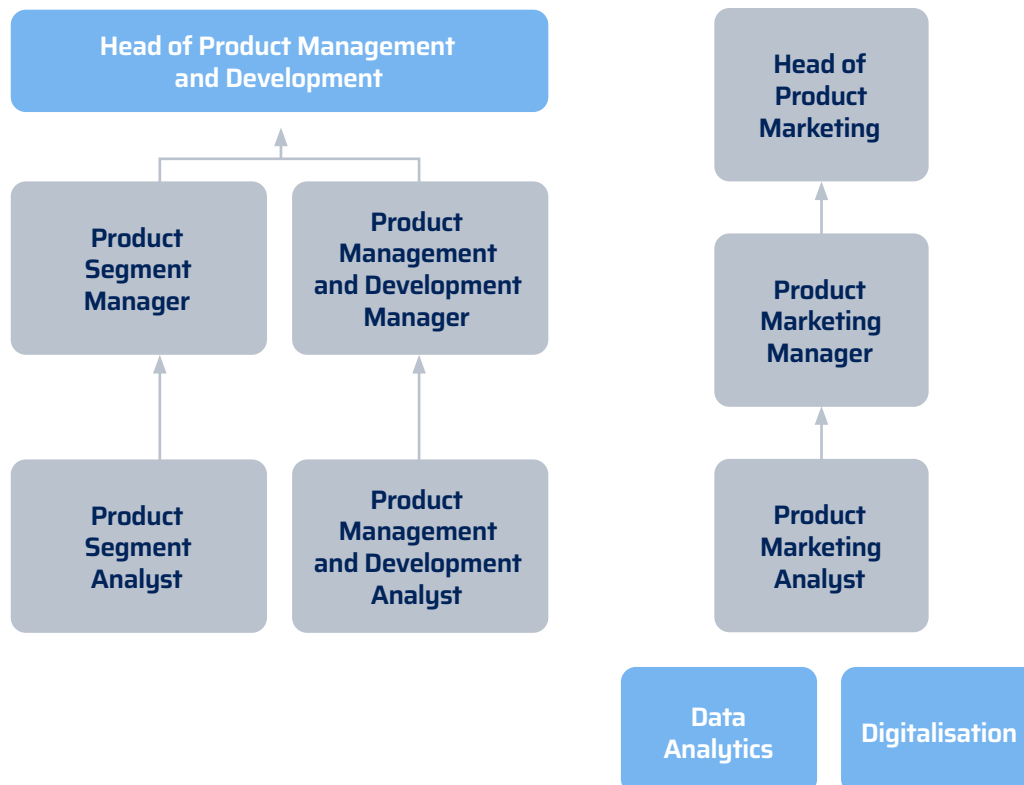 Head of Product Management
and Development
Product
Segment
Manager
Product
Management
and Development
Manager
Product
Segment
Analyst
Product
Management
and Development
Analyst
Head of
Product
Marketing
Product
Marketing
Manager
Product
Marketing
Analyst
Data
Analytics
Digitalisation